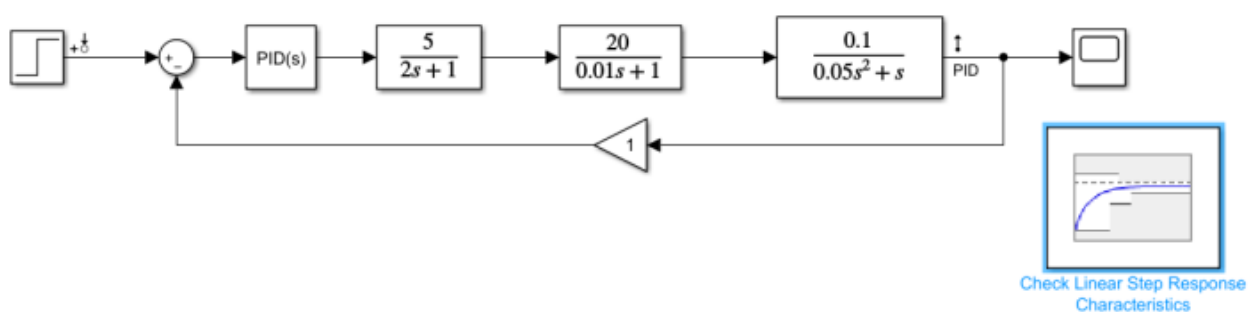 +
+
−
PID(s)
5
2s + 1
20
0.01s + 1
0.1
0.05s² + s
PID
1
Check Linear Step Response
Characteristics